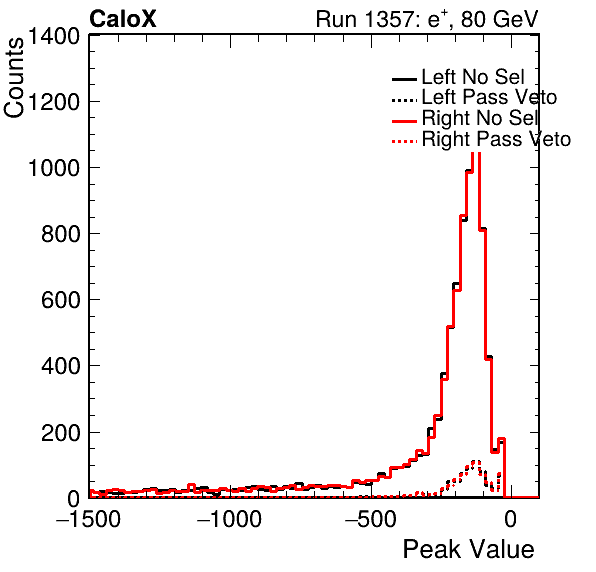 CaloX Run 1357: e+, 80 GeV
Counts
1400
1200
1000
800
600
400
200
0
Left No Sel
Left Pass Veto
Right No Sel
Right Pass Veto
−1500 −1000 −500 0
Peak Value